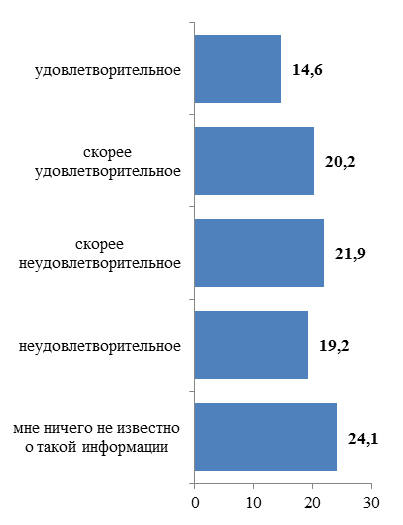 удовлетворительное
14,6
скорее
удовлетворительное
20,2
скорее
неудовлетворительное
21,9
неудовлетворительное
19,2
мне ничего не известно
о такой информации
24,1
0 10 20 30